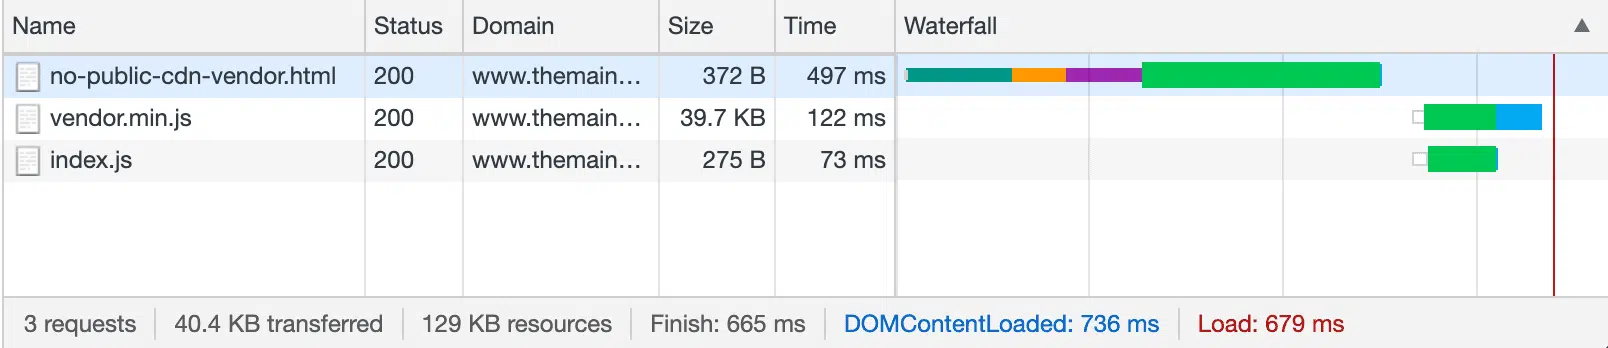 Name Status Domain Size Time Waterfall ▲
no-public-cdn-vendor.html 200 www.themain... 372 B 497 ms
vendor.min.js 200 www.themain... 39.7 KB 122 ms
index.js 200 www.themain... 275 B 73 ms
3 requests 40.4 KB transferred 129 KB resources Finish: 665 ms DOMContentLoaded: 736 ms Load: 679 ms